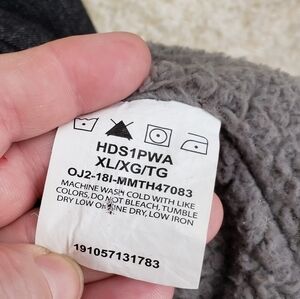 HDS1PWA
XL/XG/TG
OJ2-18I-MMTH47083
MACHINE WASH COLD WITH LIKE
COLORS, DO NOT BLEACH, TUMBLE
DRY LOW OR LINE DRY, LOW IRON
191057131783